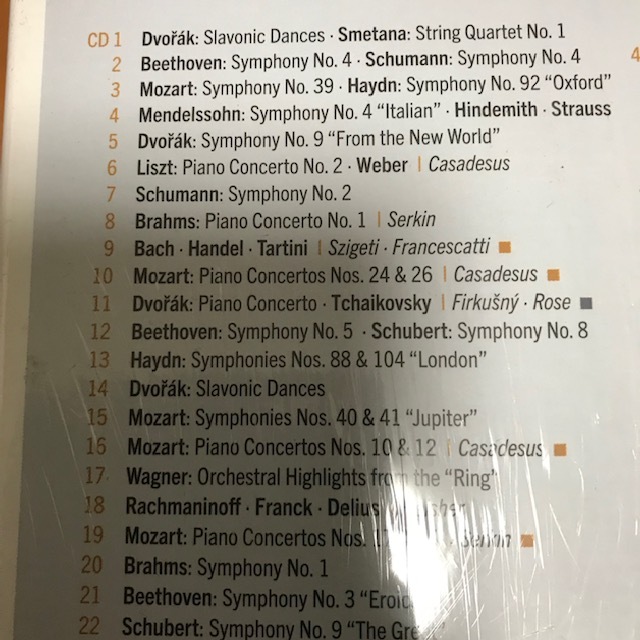 CD 1 Dvořák: Slavonic Dances · Smetana: String Quartet No. 1
2 Beethoven: Symphony No. 4 · Schumann: Symphony No. 4
4
3 Mozart: Symphony No. 39 · Haydn: Symphony No. 92 “Oxford”
4 Mendelssohn: Symphony No. 4 “Italian” · Hindemith · Strauss
5 Dvořák: Symphony No. 9 “From the New World”
6 Liszt: Piano Concerto No. 2 · Weber | Casadesus
7 Schumann: Symphony No. 2
8 Brahms: Piano Concerto No. 1 | Serkin
9 Bach · Handel · Tartini | Szigeti · Francescatti
10 Mozart: Piano Concertos Nos. 24 & 26 | Casadesus
11 Dvořák: Piano Concerto · Tchaikovsky | Firkušný · Rose
12 Beethoven: Symphony No. 5 · Schubert: Symphony No. 8
13 Haydn: Symphonies Nos. 88 & 104 “London”
14 Dvořák: Slavonic Dances
15 Mozart: Symphonies Nos. 40 & 41 “Jupiter”
16 Mozart: Piano Concertos Nos. 10 & 12 | Casadesus
17 Wagner: Orchestral Highlights from the “Ring”
18 Rachmaninoff · Franck · Delius
19 Mozart: Piano Concertos Nos. Serkin
20 Brahms: Symphony No. 1
21 Beethoven: Symphony No. 3 “Eroic
22 Schubert: Symphony No. 9 “The Gre